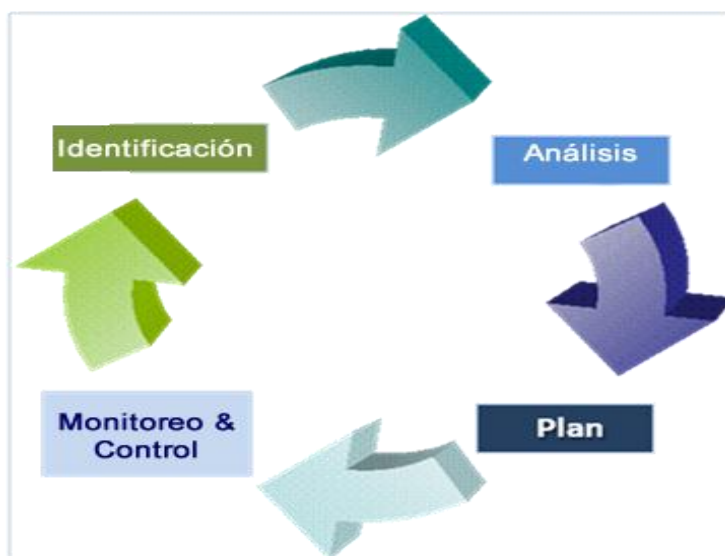 Identificación
Análisis
Plan
Monitoreo &
Control